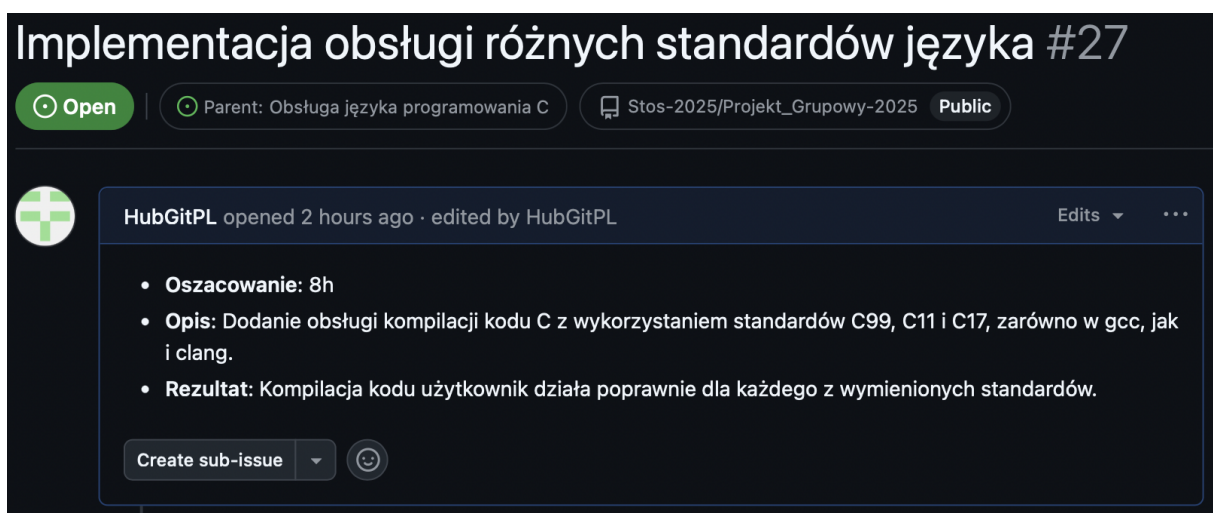 Implementacja obsługi różnych standardów języka #27
Open
Parent: Obsługa języka programowania C
Stos-2025/Projekt_Grupowy-2025 Public
HubGitPL opened 2 hours ago · edited by HubGitPL
Edits
• Oszacowanie: 8h
• Opis: Dodanie obsługi kompilacji kodu C z wykorzystaniem standardów C99, C11 i C17, zarówno w gcc, jak
i clang.
• Rezultat: Kompilacja kodu użytkownik działa poprawnie dla każdego z wymienionych standardów.
Create sub-issue